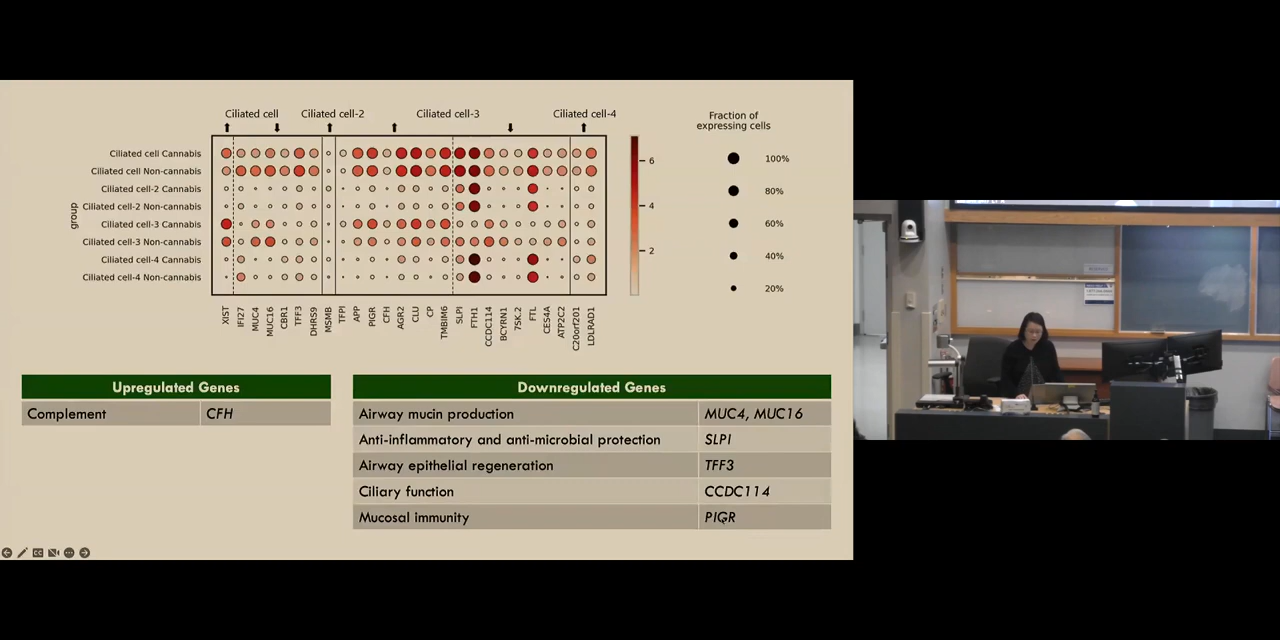 Ciliated cell Ciliated cell-2 Ciliated cell-3 Ciliated cell-4
Fraction of
expressing cells
group
Ciliated cell Cannabis
Ciliated cell Non-cannabis
Ciliated cell-2 Cannabis
Ciliated cell-2 Non-cannabis
Ciliated cell-3 Cannabis
Ciliated cell-3 Non-cannabis
Ciliated cell-4 Cannabis
Ciliated cell-4 Non-cannabis
6
4
2
100%
80%
60%
40%
20%
XIST
IFI27
MUC4
MUC16
CBR1
TFF3
DHRS9
MSMB
TFPI
APP
PIGR
CFH
AGR2
CLU
CP
TMBIM6
SLPI
FTH1
CCDC114
BCYRN1
7SK.2
FTL
CES4A
ATP2C2
C20orf201
LDLRAD1
Upregulated Genes
Complement CFH
Downregulated Genes
Airway mucin production MUC4, MUC16
Anti-inflammatory and anti-microbial protection SLPI
Airway epithelial regeneration TFF3
Ciliary function CCDC114
Mucosal immunity PIGR